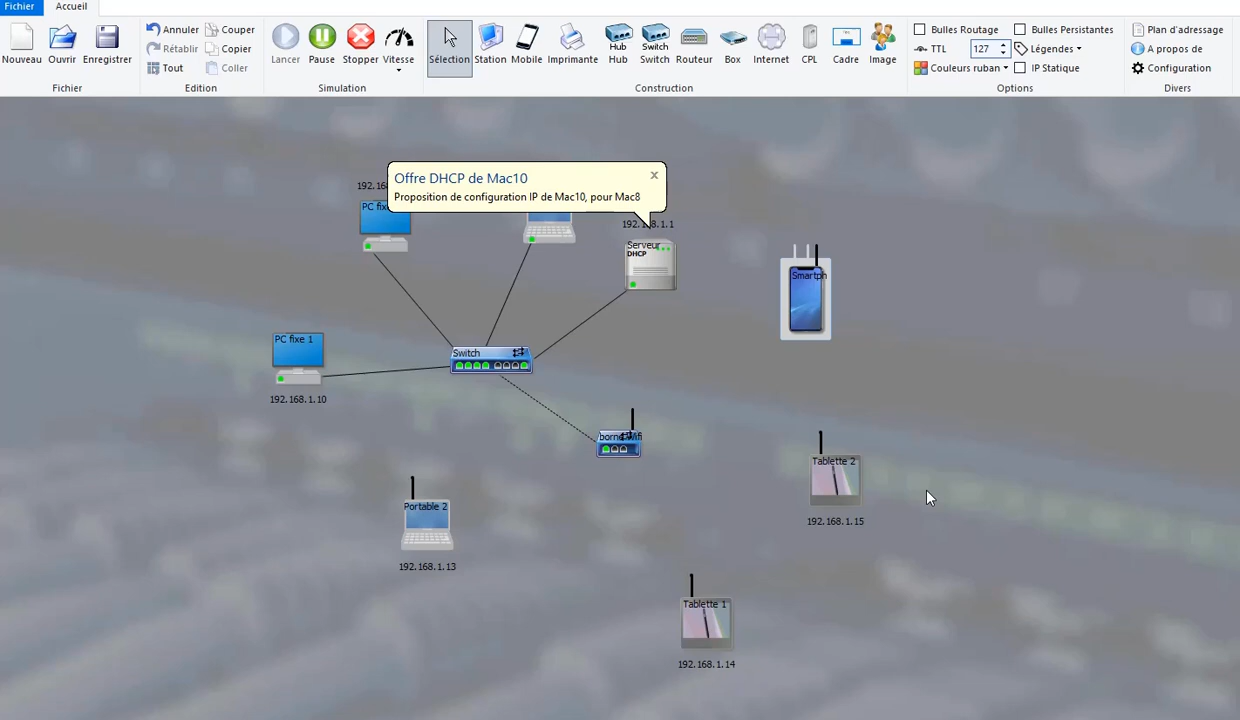 Fichier Accueil
Nouveau Ouvrir Enregistrer
Annuler Couper
Rétablir Copier
Tout Coller
Lancer Pause Stopper Vitesse
Sélection Station Mobile Imprimante Hub Hub Switch Switch Routeur Box Internet CPL Cadre Image
Bulles Routage Bulles Persistantes
TTL 127 Légendes
Couleurs ruban IP Statique
Plan d'adressage
A propos de
Configuration
Fichier Edition Simulation Construction Options Divers
Offre DHCP de Mac10 x
Proposition de configuration IP de Mac10, pour Mac8
PC fixe 1
192.168.1.10
Serveur
DHCP
Smartph
Switch
Tablette 2
192.168.1.15
Portable 2
192.168.1.13
Tablette 1
192.168.1.14